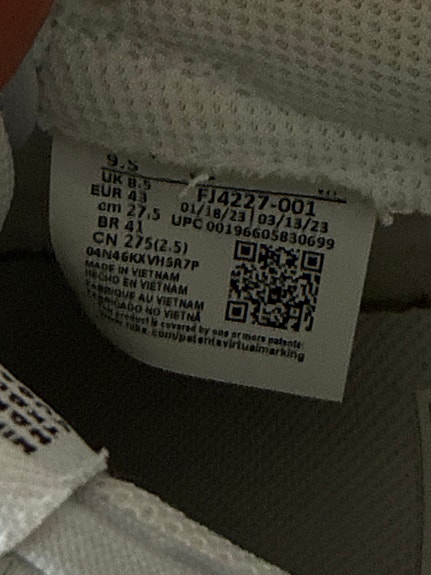 9.5
UK 8.5 FJ4227-001
EUR 43 01/18/23 | 03/13/23
cm 27.5 UPC 00196605830699
BR 41
CN 275(2.5)
04N46KXVH5R7P
MADE IN VIETNAM
HECHO EN VIETNAM
FABRIQUE AU VIETNAM
FABRICADO NO VIETNÃ
This product is covered by one or more patents:
www.nike.com/patentsvirtualmarking